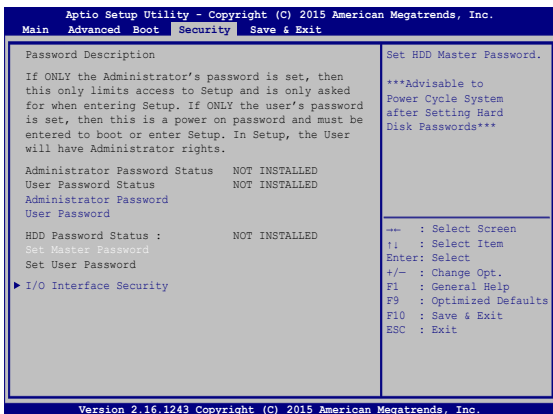 Aptio Setup Utility - Copyright (C) 2015 American Megatrends, Inc.
Main Advanced Boot Security Save & Exit
Password Description
If ONLY the Administrator's password is set, then
this only limits access to Setup and is only asked
for when entering Setup. If ONLY the user's password
is set, then this is a power on password and must be
entered to boot or enter Setup. In Setup, the User
will have Administrator rights.
Administrator Password Status NOT INSTALLED
User Password Status NOT INSTALLED
Administrator Password
User Password
HDD Password Status : NOT INSTALLED
Set Master Password
Set User Password
I/O Interface Security
Set HDD Master Password.
***Advisable to
Power Cycle System
after Setting Hard
Disk Passwords***
→← : Select Screen
↑↓ : Select Item
Enter: Select
+/— : Change Opt.
F1 : General Help
F9 : Optimized Defaults
F10 : Save & Exit
ESC : Exit
Version 2.16.1243 Copyright (C) 2015 American Megatrends, Inc.